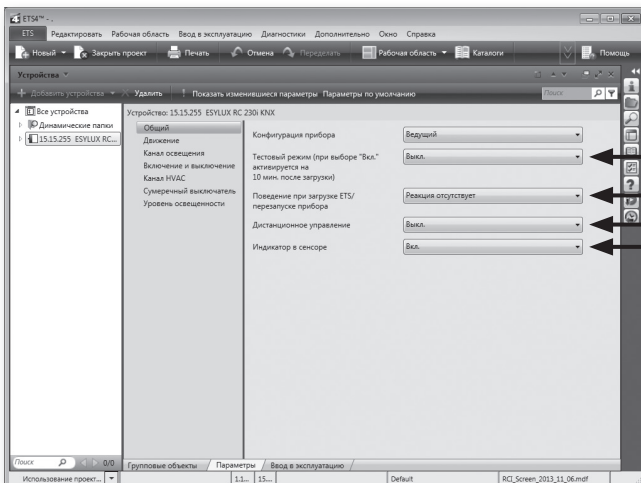 ETS4™ - .
ETS Редактировать Рабочая область Ввод в эксплуатацию Диагностики Дополнительно Окно Справка
Новый Закрыть проект Печать Отмена Переделать Рабочая область Каталоги Помощь
Устройства
Добавить устройства Удалить ! Показать изменившиеся параметры Параметры по умолчанию Поиск
Все устройства
Динамические папки
15.15.255 ESYLUX RC...
Устройство: 15.15.255 ESYLUX RC 230i KNX
Общий
Движение
Канал освещения
Включение и выключение
Канал HVAC
Сумеречный выключатель
Уровень освещенности
Конфигурация прибора Ведущий
Тестовый режим (при выборе "Вкл." Выкл.
активируется на
10 мин. после загрузки)
Поведение при загрузке ETS/ Реакция отсутствует
перезапуске прибора
Дистанционное управление Выкл.
Индикатор в сенсоре Вкл.
Поиск 0/0
Групповые объекты Параметры Ввод в эксплуатацию
Использование проект... 1.1... 15... Default RCI_Screen_2013_11_06.mdf